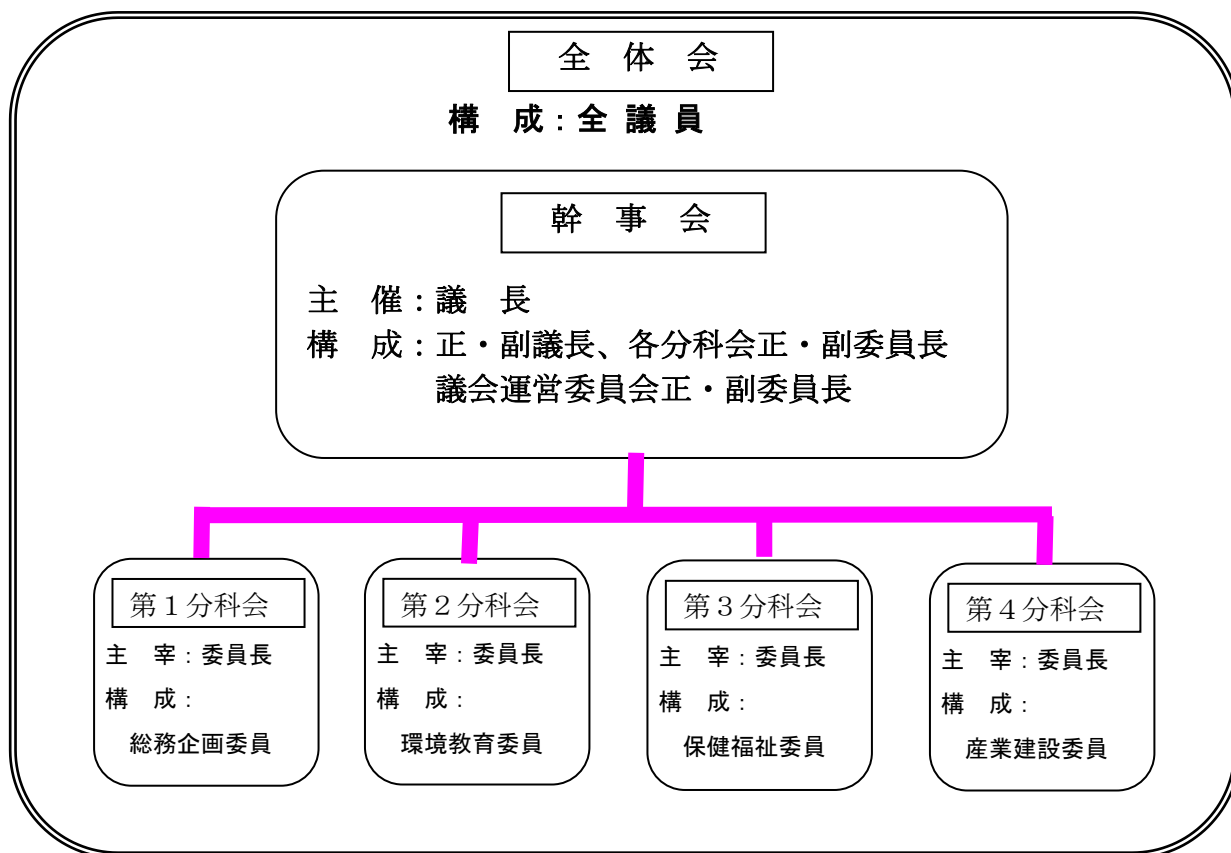 全　体　会
構　成：全 議 員
幹　事　会
主　催：議　長
構　成：正・副議長、各分科会正・副委員長
議会運営委員会正・副委員長
第１分科会
主　宰：委員長
構　成：
総務企画委員
第２分科会
主　宰：委員長
構　成：
環境教育委員
第３分科会
主　宰：委員長
構　成：
保健福祉委員
第４分科会
主　宰：委員長
構　成：
産業建設委員